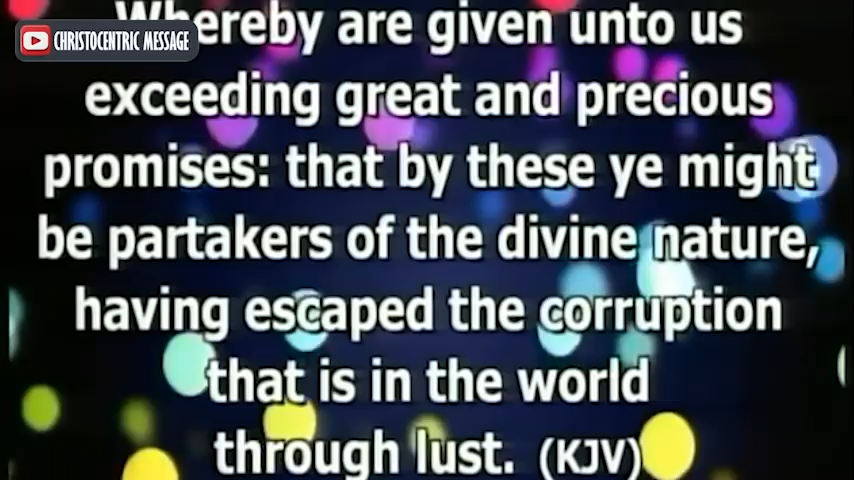 Whereby are given unto us
CHRISTOCENTRIC MESSAGE
exceeding great and precious
promises: that by these ye might
be partakers of the divine nature,
having escaped the corruption
that is in the world
through lust. (KJV)